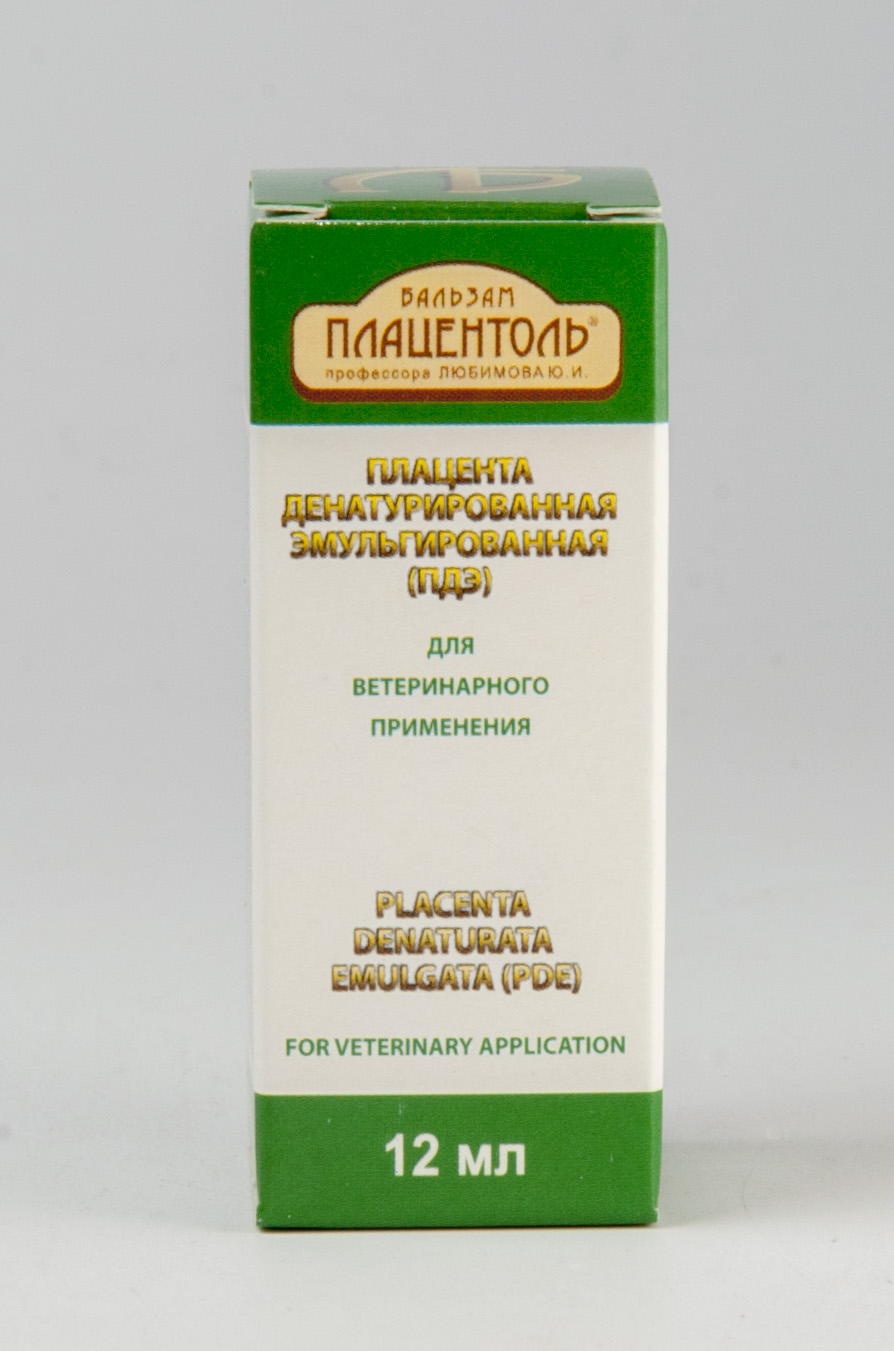 БАЛЬЗАМ
ПЛАЦЕНТОЛЬ®
профессора ЛЮБИМОВА Ю.И.
ПЛАЦЕНТА
ДЕНАТУРИРОВАННАЯ
ЭМУЛЬГИРОВАННАЯ
(ПДЭ)
ДЛЯ
ВЕТЕРИНАРНОГО
ПРИМЕНЕНИЯ
PLACENTA
DENATURATA
EMULGATA (PDE)
FOR VETERINARY APPLICATION
12 мл